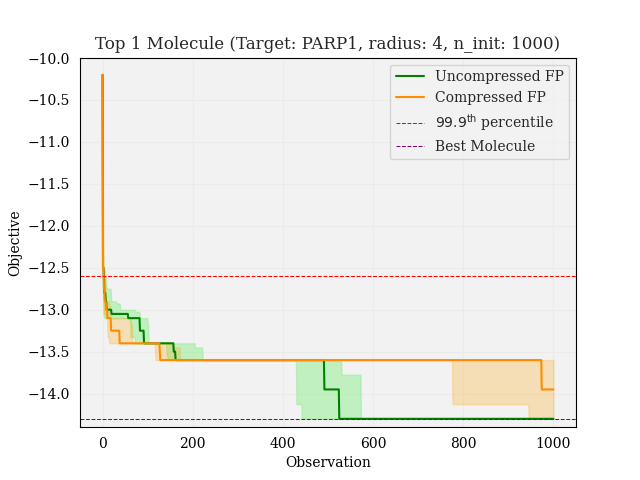 Top 1 Molecule (Target: PARP1, radius: 4, n_init: 1000)
Objective
−10.0
−10.5
−11.0
−11.5
−12.0
−12.5
−13.0
−13.5
−14.0
Uncompressed FP
Compressed FP
99.9th percentile
Best Molecule
0 200 400 600 800 1000
Observation